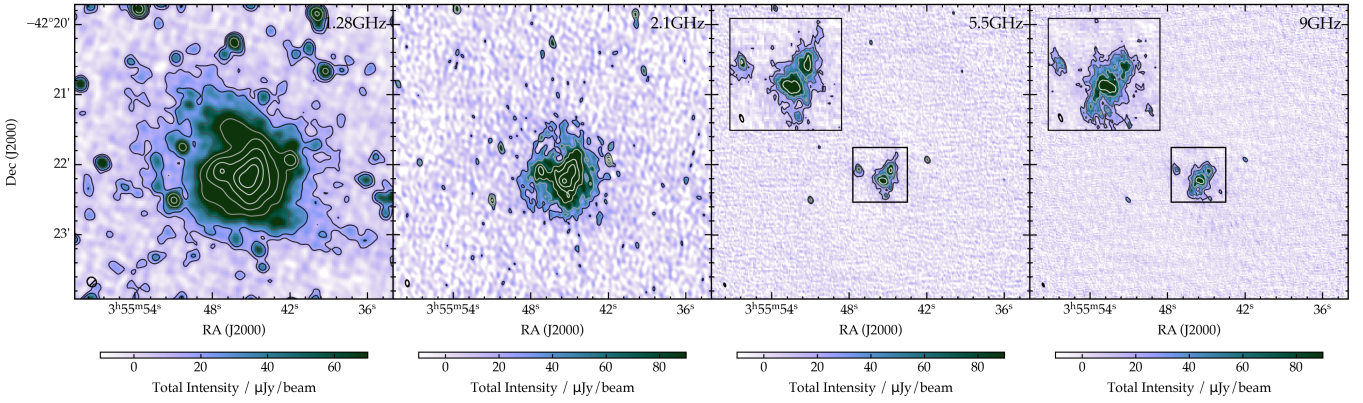 1.28GHz
2.1GHz
5.5GHz
9GHz
Dec (J2000)
−42°20'
21'
22'
23'
3ʰ55ᵐ54ˢ 48ˢ 42ˢ 36ˢ
3ʰ55ᵐ54ˢ 48ˢ 42ˢ 36ˢ
3ʰ55ᵐ54ˢ 48ˢ 42ˢ 36ˢ
3ʰ55ᵐ54ˢ 48ˢ 42ˢ 36ˢ
RA (J2000)
RA (J2000)
RA (J2000)
RA (J2000)
0 20 40 60
0 20 40 60 80
0 20 40 60 80
0 20 40 60 80
Total Intensity / μJy/beam
Total Intensity / μJy/beam
Total Intensity / μJy/beam
Total Intensity / μJy/beam